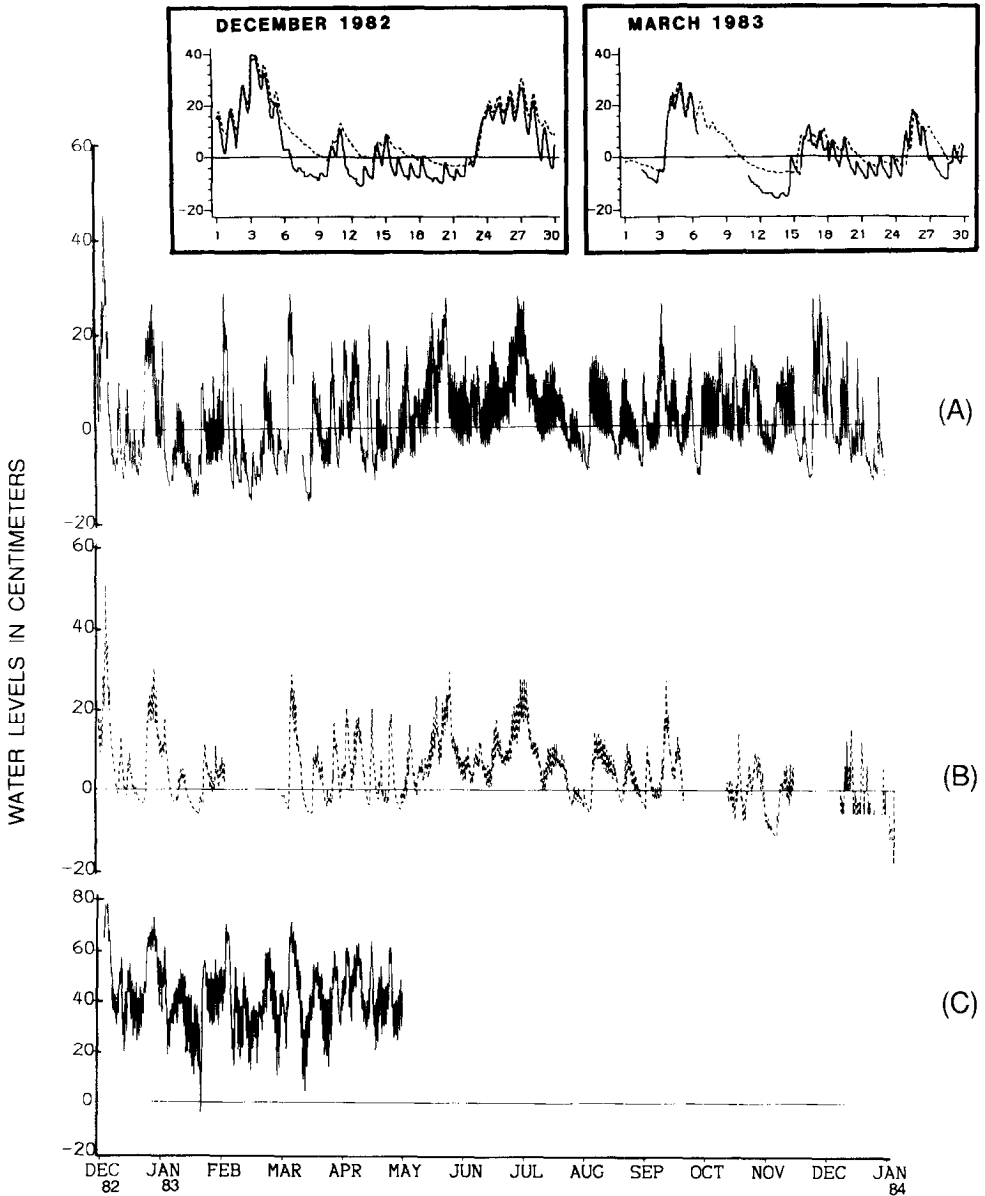 DECEMBER 1982
40
20
0
-20
1 3 6 9 12 15 18 21 24 27 30
MARCH 1983
40
20
0
-20
1 3 6 9 12 15 18 21 24 27 30
WATER LEVELS IN CENTIMETERS
60
40
20
0
-20
(A)
60
40
20
0
-20
(B)
80
60
40
20
0
-20
(C)
DEC JAN FEB MAR APR MAY JUN JUL AUG SEP OCT NOV DEC JAN
82 83 84